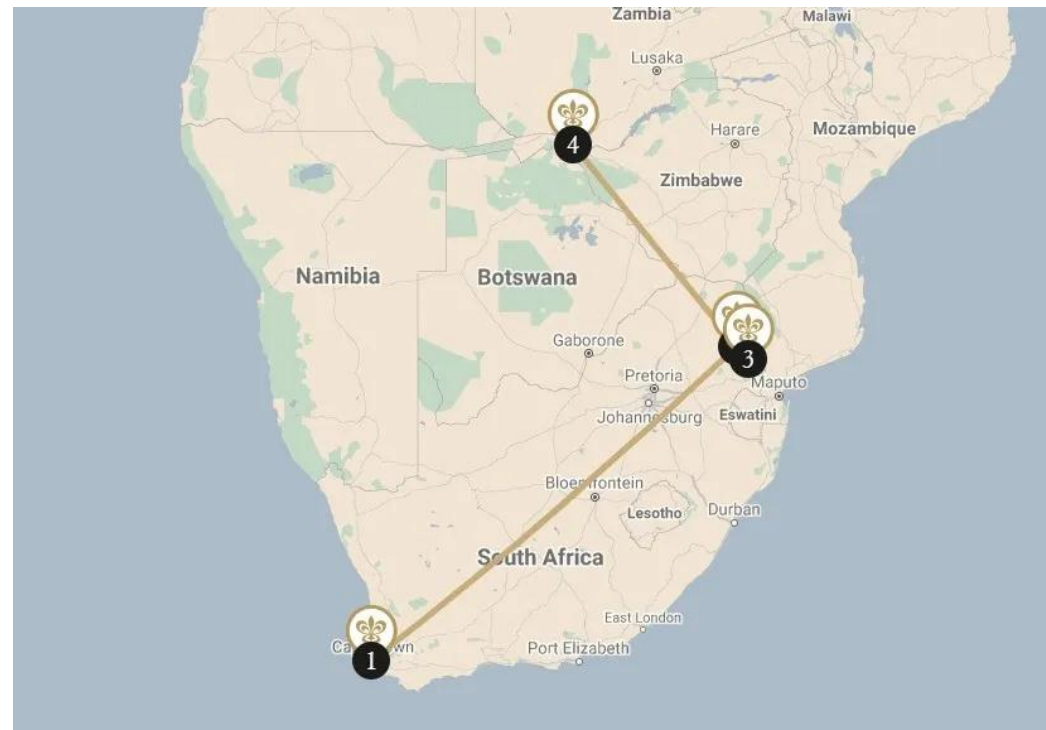 Zambia
Malawi
Lusaka
4
Harare
Mozambique
Zimbabwe
Namibia
Botswana
Gaborone
3
Pretoria
Maputo
Johannesburg
Eswatini
Bloemfontein
Lesotho
Durban
South Africa
East London
Port Elizabeth
1